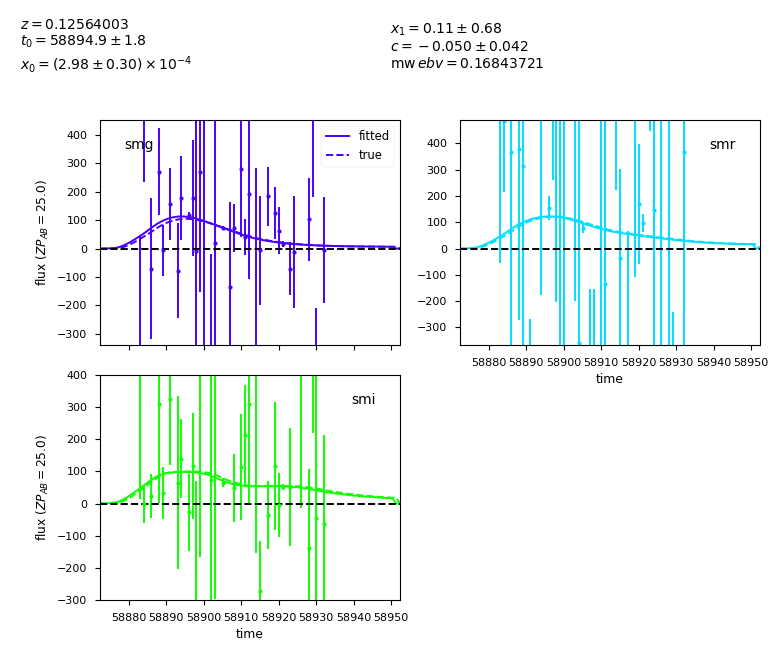 z = 0.12564003
t₀ = 58894.9 ± 1.8
x₀ = (2.98 ± 0.30) × 10⁻⁴
x₁ = 0.11 ± 0.68
c = −0.050 ± 0.042
mw ebv = 0.16843721
smg
fitted
true
400
300
200
100
0
−100
−200
−300
flux (ZP_AB = 25.0)
smr
400
300
200
100
0
−100
−200
−300
58880 58890 58900 58910 58920 58930 58940 58950
time
smi
400
300
200
100
0
−100
−200
−300
flux (ZP_AB = 25.0)
58880 58890 58900 58910 58920 58930 58940 58950
time